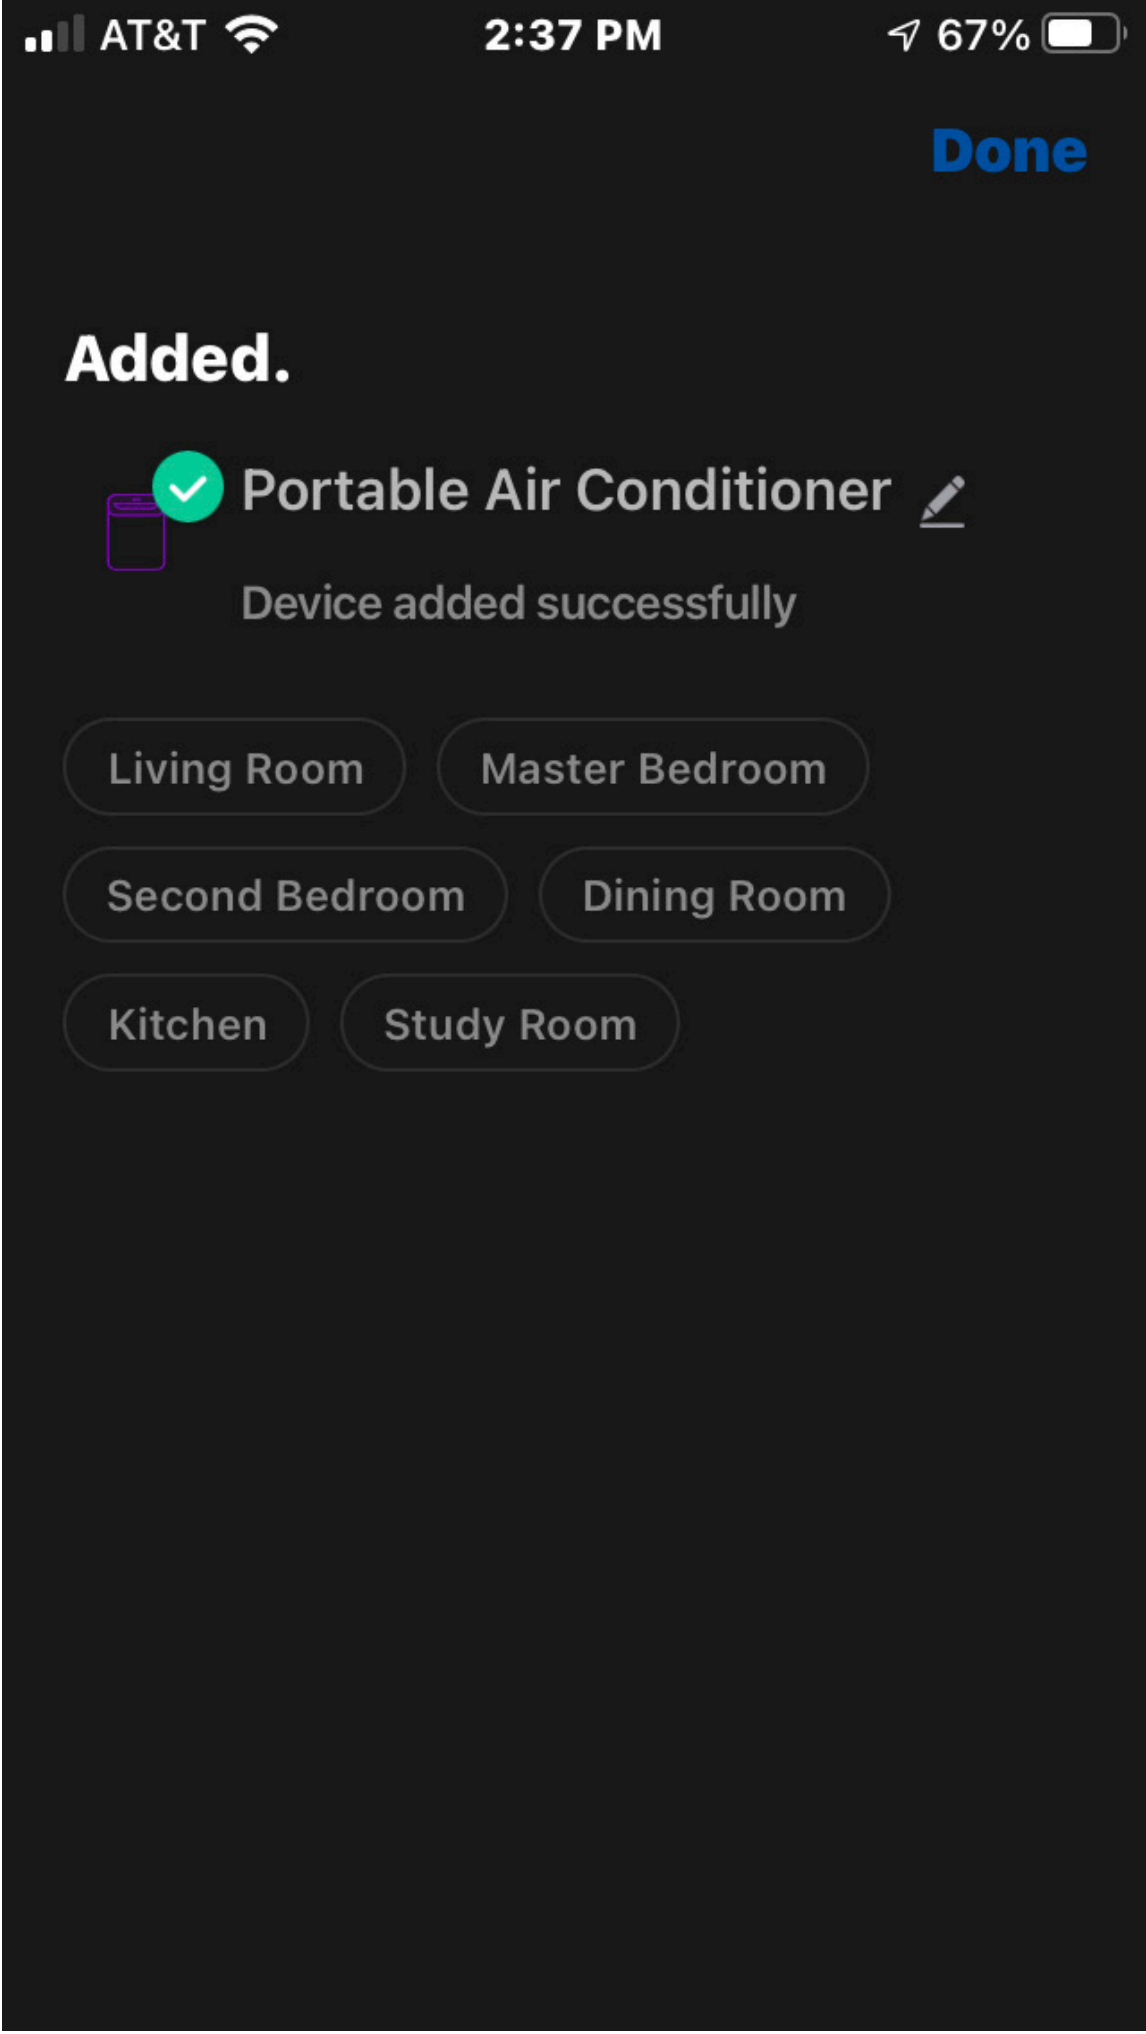 AT&T 2:37 PM 67%
Done
Added.
Portable Air Conditioner
Device added successfully
Living Room Master Bedroom
Second Bedroom Dining Room
Kitchen Study Room